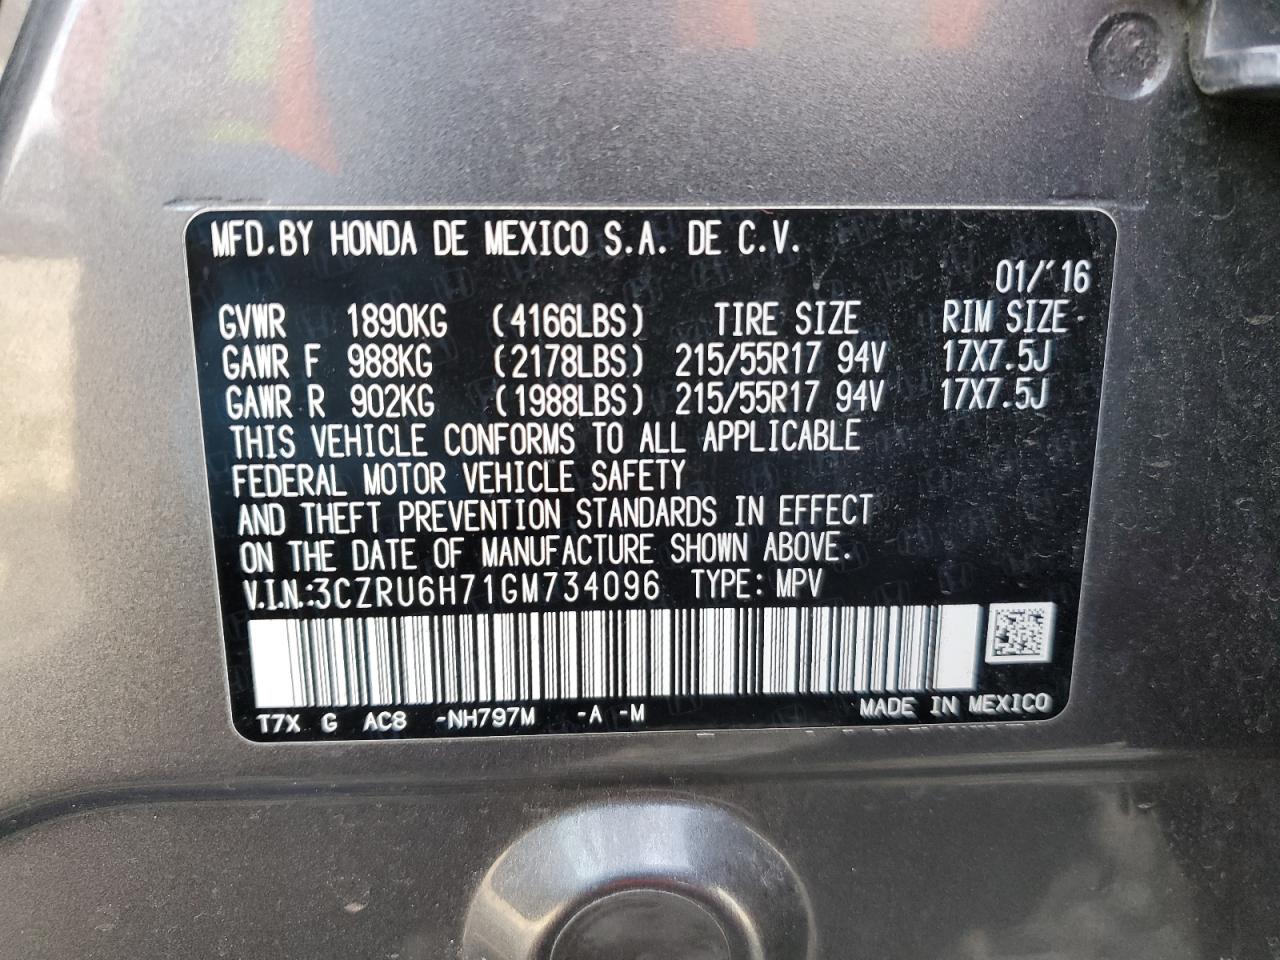 MFD.BY HONDA DE MEXICO S.A. DE C.V.
01/'16
GVWR 1890KG (4166LBS) TIRE SIZE RIM SIZE
GAWR F 988KG (2178LBS) 215/55R17 94V 17X7.5J
GAWR R 902KG (1988LBS) 215/55R17 94V 17X7.5J
THIS VEHICLE CONFORMS TO ALL APPLICABLE
FEDERAL MOTOR VEHICLE SAFETY
AND THEFT PREVENTION STANDARDS IN EFFECT
ON THE DATE OF MANUFACTURE SHOWN ABOVE.
V.I.N.:3CZRU6H71GM734096 TYPE: MPV
T7X G AC8 -NH797M -A -M MADE IN MEXICO